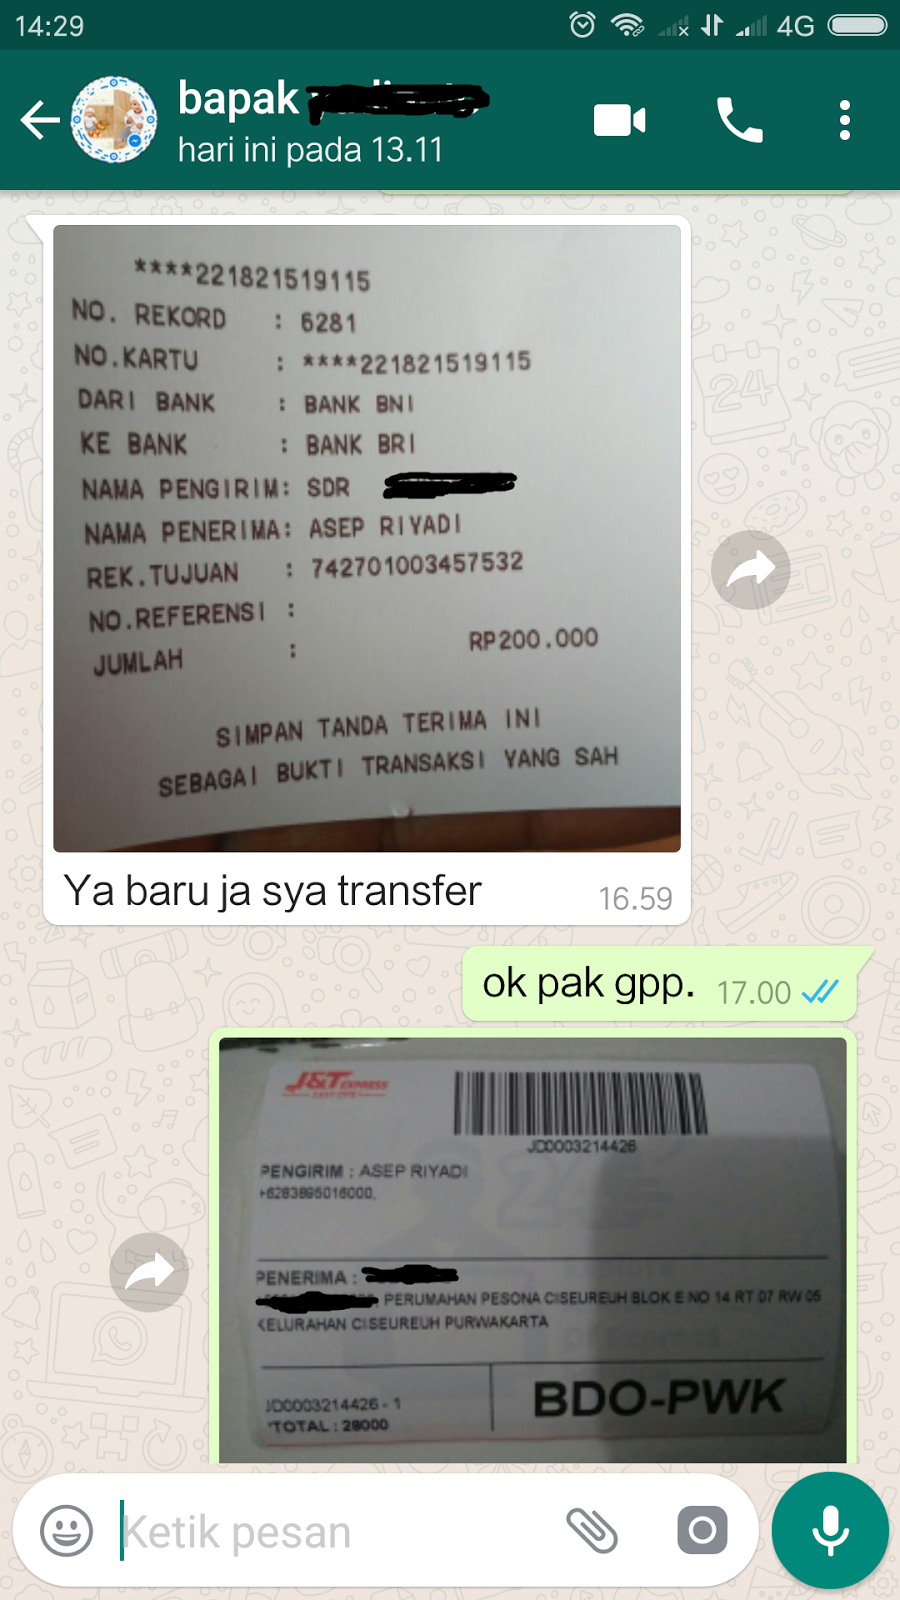 14:29
4G
bapak
hari ini pada 13.11
****221821519115
NO. REKORD : 6281
NO.KARTU : ****221821519115
DARI BANK : BANK BNI
KE BANK : BANK BRI
NAMA PENGIRIM: SDR
NAMA PENERIMA: ASEP RIYADI
REK.TUJUAN : 742701003457532
NO.REFERENSI :
JUMLAH : RP200.000
SIMPAN TANDA TERIMA INI
SEBAGAI BUKTI TRANSAKSI YANG SAH
Ya baru ja sya transfer 16.59
ok pak gpp. 17.00
J&T EXPRESS
JD0003214426
PENGIRIM : ASEP RIYADI
+6283895016000,
PENERIMA :
PERUMAHAN PESONA CISEUREUH BLOK E NO 14 RT 07 RW 05
KELURAHAN CISEUREUH PURWAKARTA
JD0003214426 - 1
*TOTAL : 28000
BDO-PWK
Ketik pesan